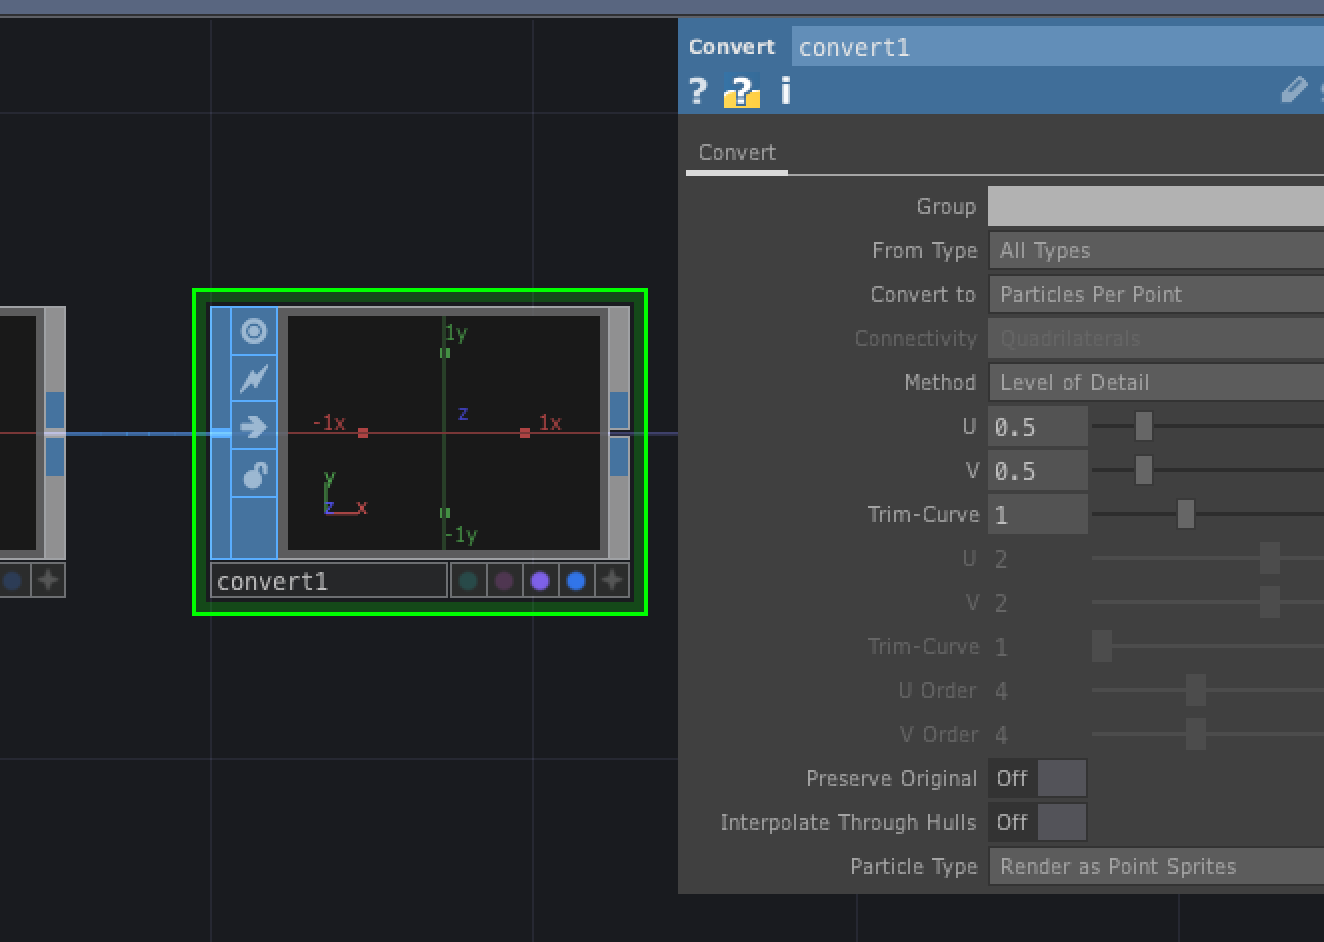 Convert convert1
? ? i
Convert
Group
From Type All Types
Convert to Particles Per Point
Connectivity Quadrilaterals
Method Level of Detail
U 0.5
V 0.5
Trim-Curve 1
U 2
V 2
Trim-Curve 1
U Order 4
V Order 4
Preserve Original Off
Interpolate Through Hulls Off
Particle Type Render as Point Sprites
1y
z
-1x 1x
y
z x
-1y
convert1